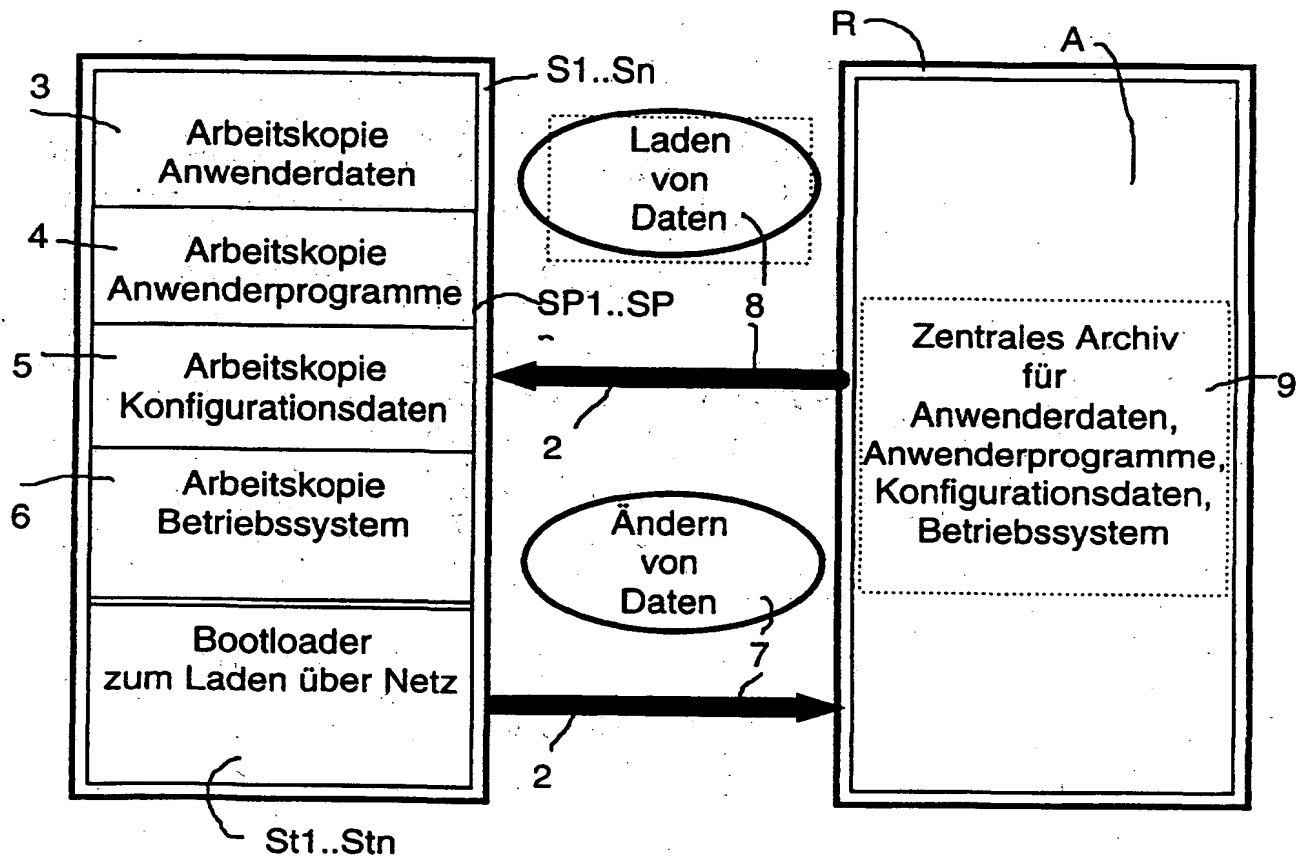 R
A
S1..Sn
3
Arbeitskopie
Anwenderdaten
Laden
von
Daten
4
Arbeitskopie
Anwenderprogramme
SP1..SP
8
5
Arbeitskopie
Konfigurationsdaten
2
Zentrales Archiv
für
Anwenderdaten,
Anwenderprogramme,
Konfigurationsdaten,
Betriebssystem
9
6
Arbeitskopie
Betriebssystem
Ändern
von
Daten
7
Bootloader
zum Laden über Netz
2
St1..Stn